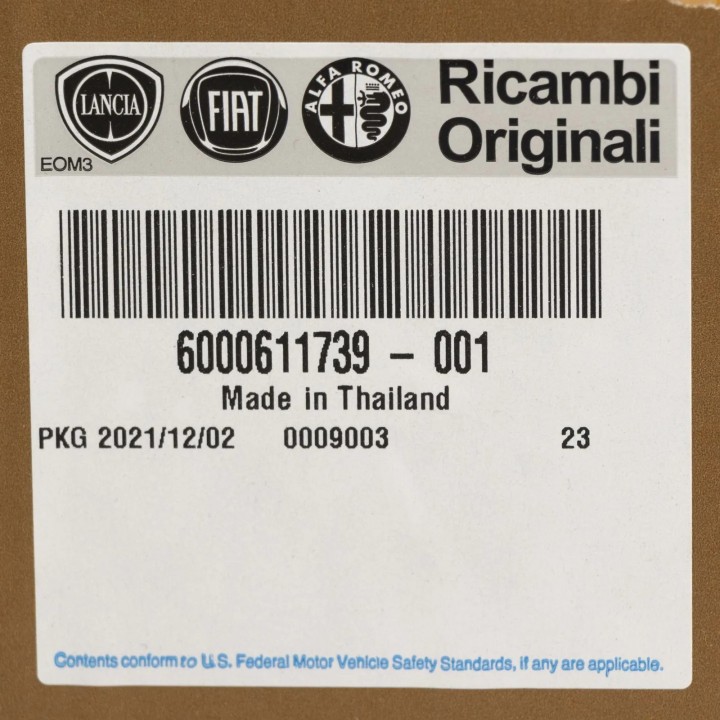 LANCIA FIAT ALFA ROMEO Ricambi
Originali
EOM3
6000611739 - 001
Made in Thailand
PKG 2021/12/02 0009003 23
Contents conform to U.S. Federal Motor Vehicle Safety Standards, if any are applicable.